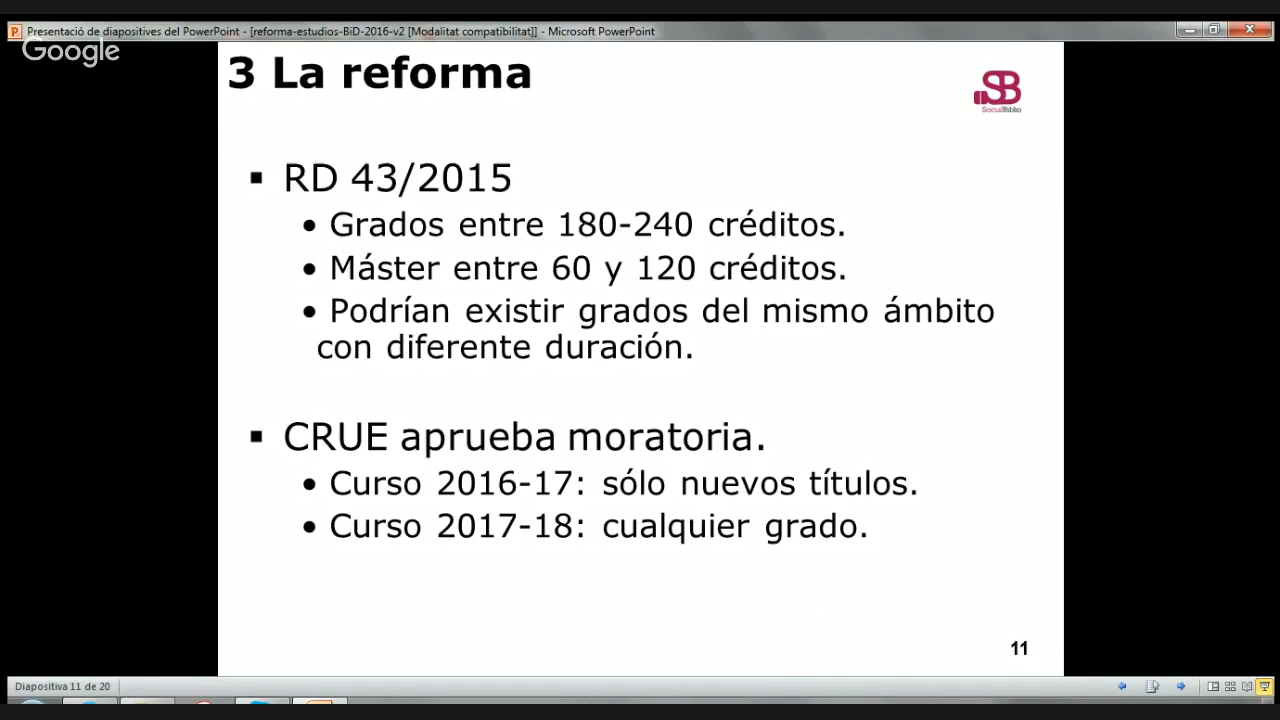 Presentació de diapositives del PowerPoint - [reforma-estudios-BiD-2016-v2 [Modalitat compatibilitat]] - Microsoft PowerPoint
Google
3 La reforma
SB
SocialBiblio
▪ RD 43/2015
• Grados entre 180-240 créditos.
• Máster entre 60 y 120 créditos.
• Podrían existir grados del mismo ámbito
con diferente duración.
▪ CRUE aprueba moratoria.
• Curso 2016-17: sólo nuevos títulos.
• Curso 2017-18: cualquier grado.
11
Diapositiva 11 de 20